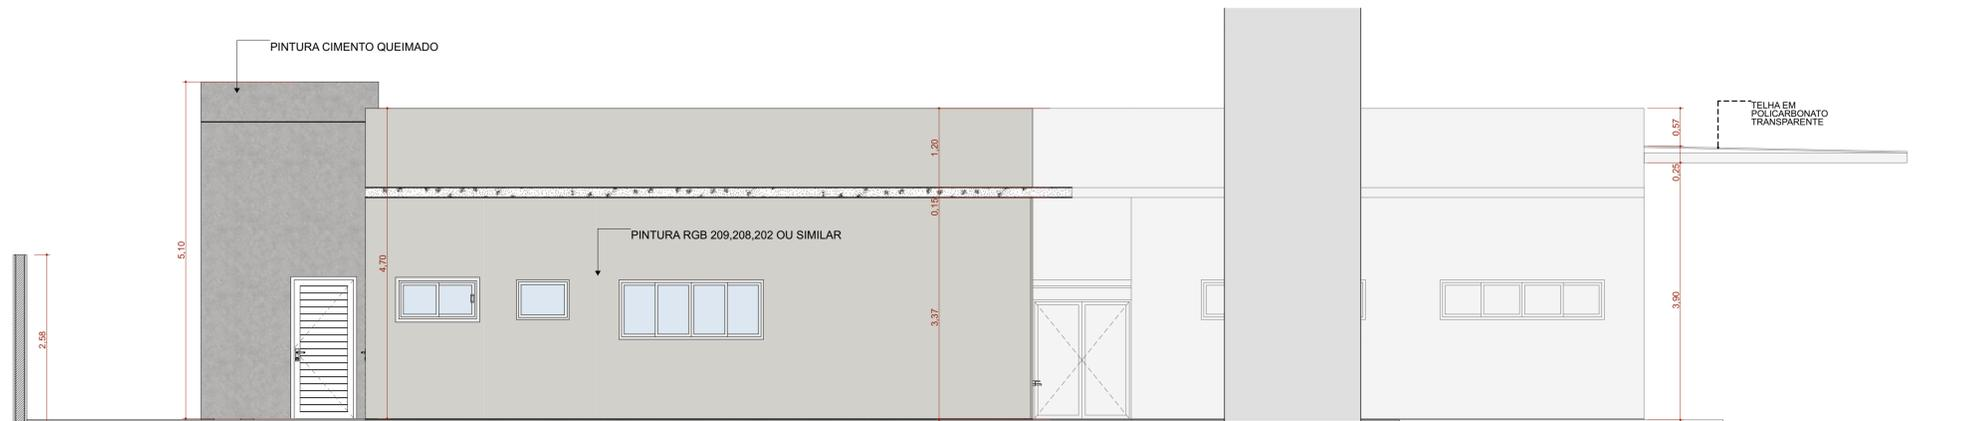 PINTURA CIMENTO QUEIMADO
TELHA EM
POLICARBONATO
TRANSPARENTE
PINTURA RGB 209,208,202 OU SIMILAR
2,58
5,10
4,70
1,20
0,15
3,37
0,57
0,25
3,90